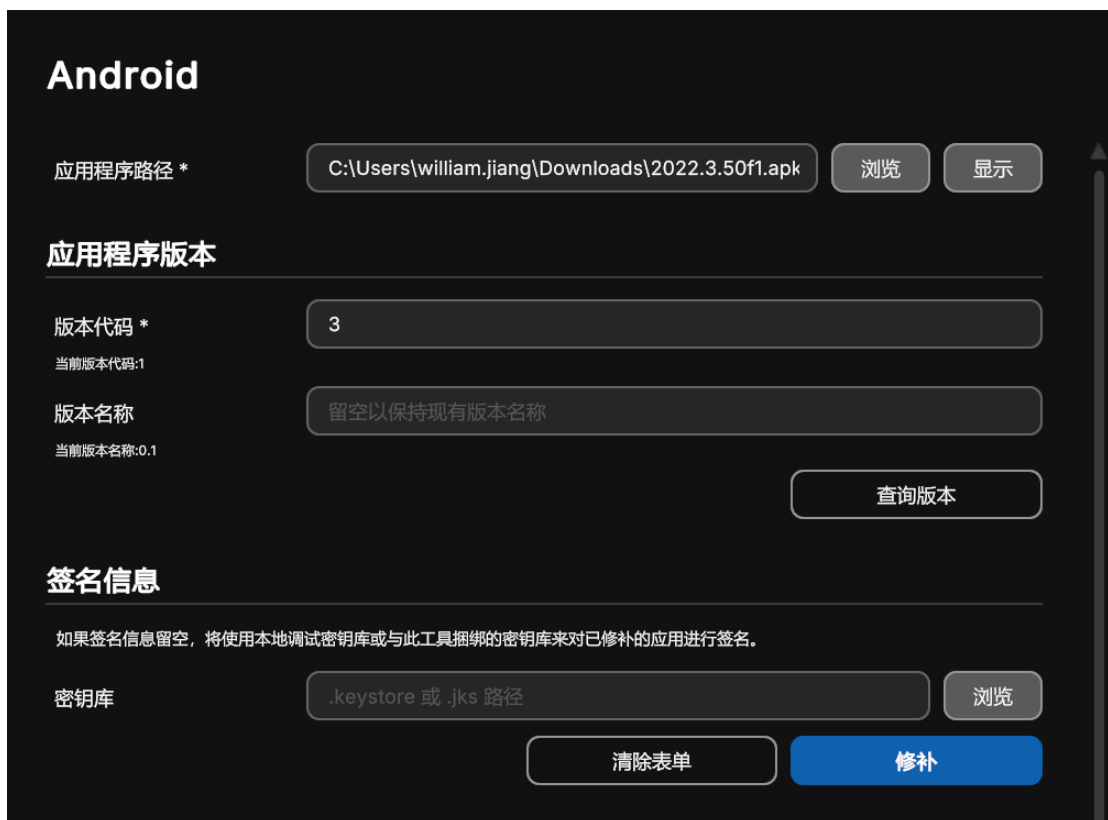 Android
应用程序路径 *
C:\Users\william.jiang\Downloads\2022.3.50f1.apk
浏览
显示
应用程序版本
版本代码 *
3
当前版本代码:1
版本名称
留空以保持现有版本名称
当前版本名称:0.1
查询版本
签名信息
如果签名信息留空，将使用本地调试密钥库或与此工具捆绑的密钥库来对已修补的应用进行签名。
密钥库
.keystore 或 .jks 路径
浏览
清除表单
修补